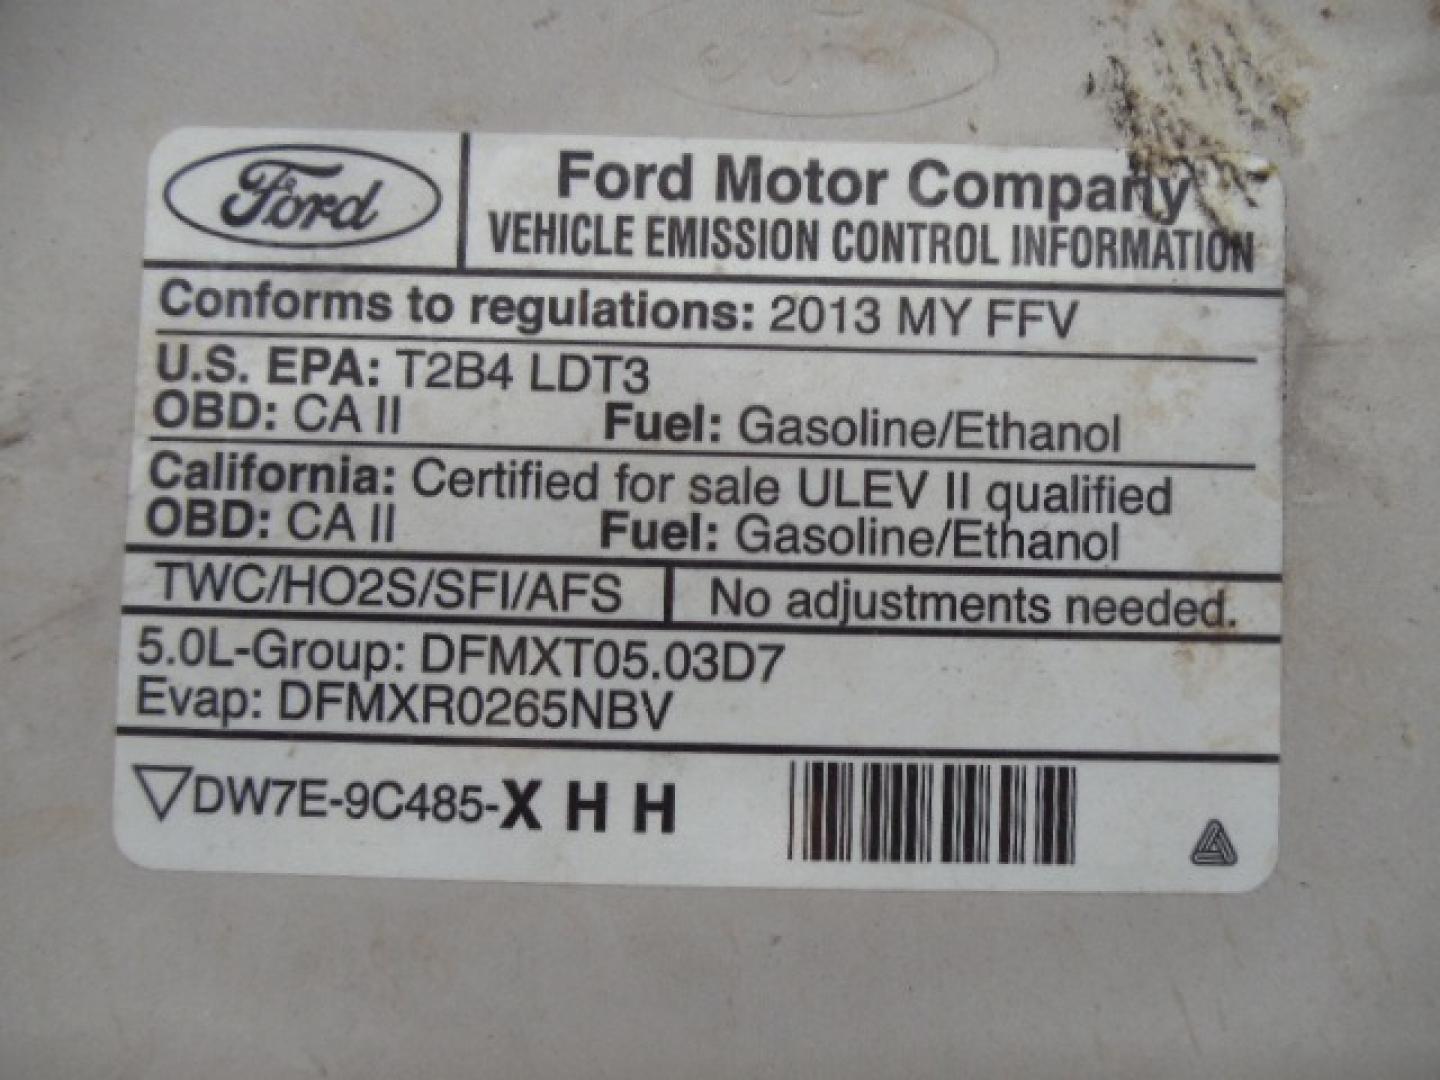 Ford
Ford Motor Company
VEHICLE EMISSION CONTROL INFORMATION
Conforms to regulations: 2013 MY FFV
U.S. EPA: T2B4 LDT3
OBD: CA II Fuel: Gasoline/Ethanol
California: Certified for sale ULEV II qualified
OBD: CA II Fuel: Gasoline/Ethanol
TWC/HO2S/SFI/AFS No adjustments needed.
5.0L-Group: DFMXT05.03D7
Evap: DFMXR0265NBV
DW7E-9C485-X H H